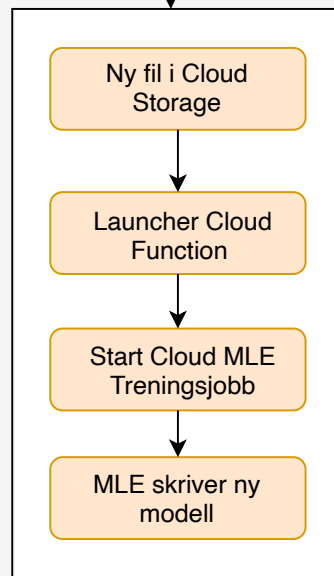 Ny fil i Cloud
Storage
Launcher Cloud
Function
Start Cloud MLE
Treningsjobb
MLE skriver ny
modell